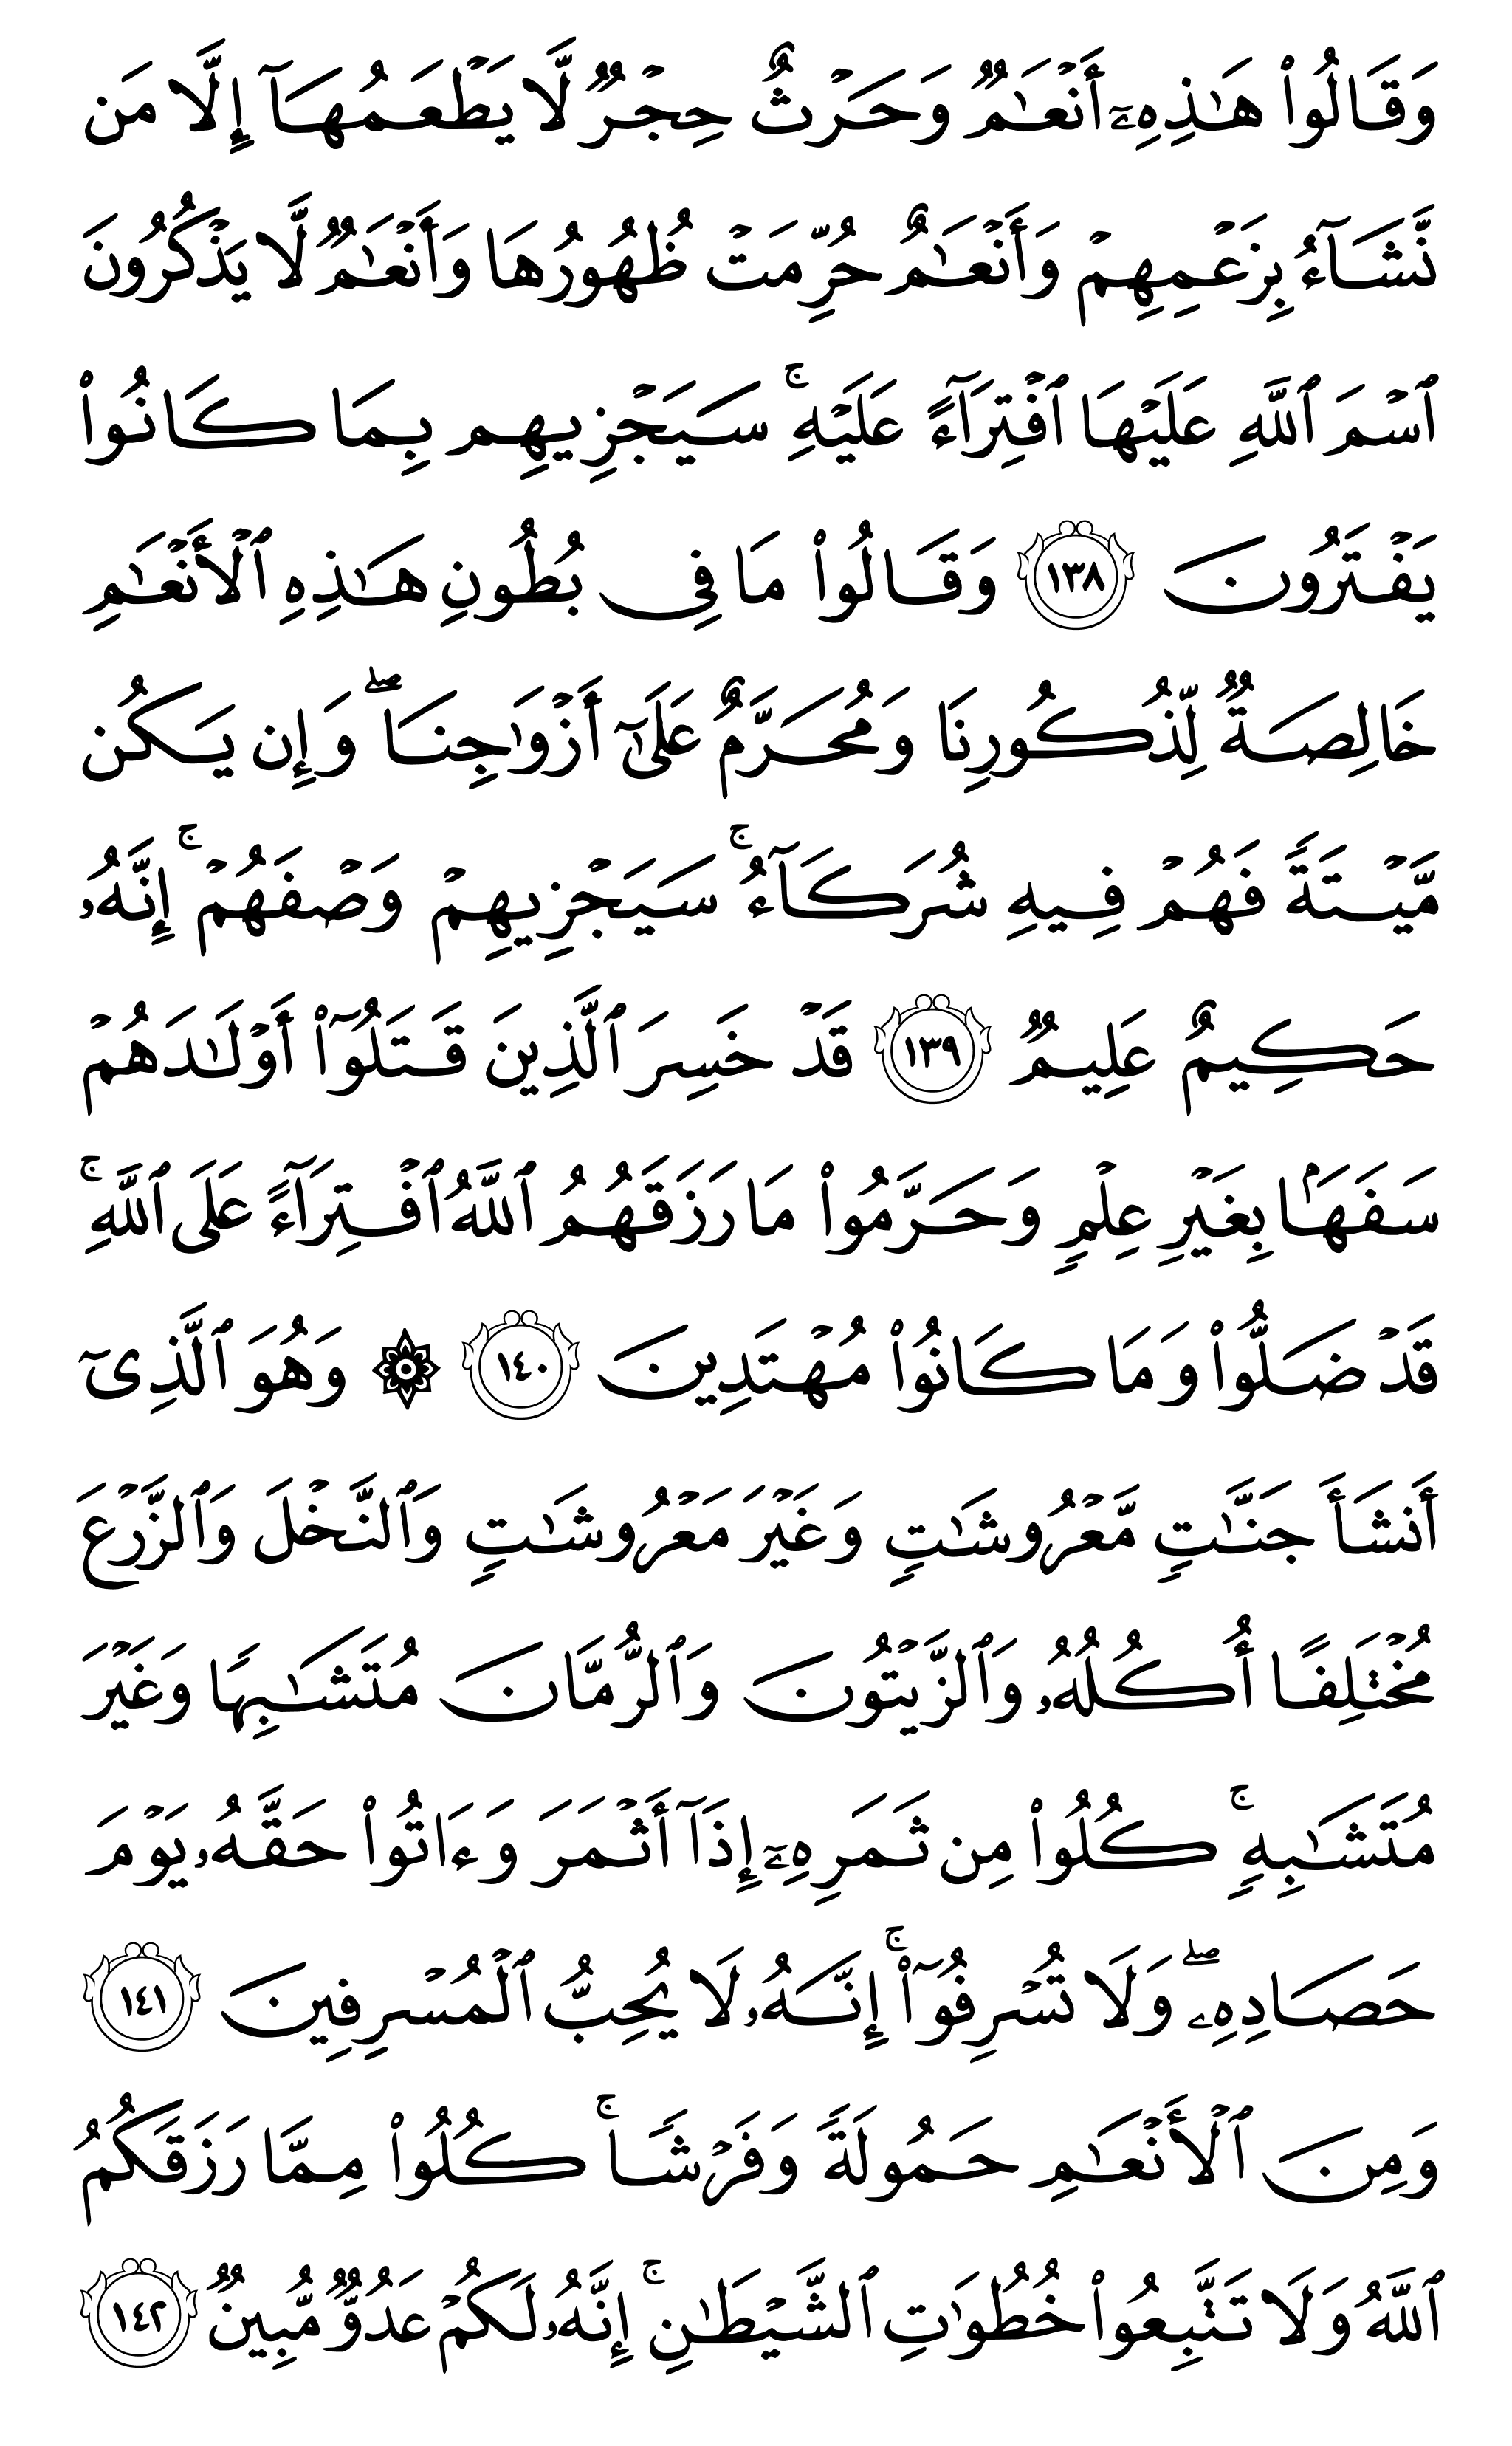 وَقَالُوا۟ هَـٰذِهِۦٓ أَنْعَـٰمٌۭ وَحَرْثٌ حِجْرٌۭ لَّا يَطْعَمُهَآ إِلَّا مَن
نَّشَآءُ بِزَعْمِهِمْ وَأَنْعَـٰمٌ حُرِّمَتْ ظُهُورُهَا وَأَنْعَـٰمٌۭ لَّا يَذْكُرُونَ
ٱسْمَ ٱللَّهِ عَلَيْهَا ٱفْتِرَآءً عَلَيْهِ ۚ سَيَجْزِيهِم بِمَا كَانُوا۟
يَفْتَرُونَ ١٣٨ وَقَالُوا۟ مَا فِى بُطُونِ هَـٰذِهِ ٱلْأَنْعَـٰمِ
خَالِصَةٌۭ لِّذُكُورِنَا وَمُحَرَّمٌ عَلَىٰٓ أَزْوَٰجِنَا ۖ وَإِن يَكُن
مَّيْتَةًۭ فَهُمْ فِيهِ شُرَكَآءُ ۚ سَيَجْزِيهِمْ وَصْفَهُمْ ۚ إِنَّهُۥ
حَكِيمٌ عَلِيمٌۭ ١٣٩ قَدْ خَسِرَ ٱلَّذِينَ قَتَلُوٓا۟ أَوْلَـٰدَهُمْ
سَفَهَۢا بِغَيْرِ عِلْمٍۢ وَحَرَّمُوا۟ مَا رَزَقَهُمُ ٱللَّهُ ٱفْتِرَآءً عَلَى ٱللَّهِ ۚ
قَدْ ضَلُّوا۟ وَمَا كَانُوا۟ مُهْتَدِينَ ١٤٠ ۞ وَهُوَ ٱلَّذِىٓ
أَنشَأَ جَنَّـٰتٍۢ مَّعْرُوشَـٰتٍۢ وَغَيْرَ مَعْرُوشَـٰتٍۢ وَٱلنَّخْلَ وَٱلزَّرْعَ
مُخْتَلِفًا أُكُلُهُۥ وَٱلزَّيْتُونَ وَٱلرُّمَّانَ مُتَشَـٰبِهًۭا وَغَيْرَ
مُتَشَـٰبِهٍۢ ۚ كُلُوا۟ مِن ثَمَرِهِۦٓ إِذَآ أَثْمَرَ وَءَاتُوا۟ حَقَّهُۥ يَوْمَ
حَصَادِهِۦ ۖ وَلَا تُسْرِفُوٓا۟ ۚ إِنَّهُۥ لَا يُحِبُّ ٱلْمُسْرِفِينَ ١٤١
وَمِنَ ٱلْأَنْعَـٰمِ حَمُولَةًۭ وَفَرْشًۭا ۚ كُلُوا۟ مِمَّا رَزَقَكُمُ
ٱللَّهُ وَلَا تَتَّبِعُوا۟ خُطُوَٰتِ ٱلشَّيْطَـٰنِ ۚ إِنَّهُۥ لَكُمْ عَدُوٌّۭ مُّبِينٌۭ ١٤٢